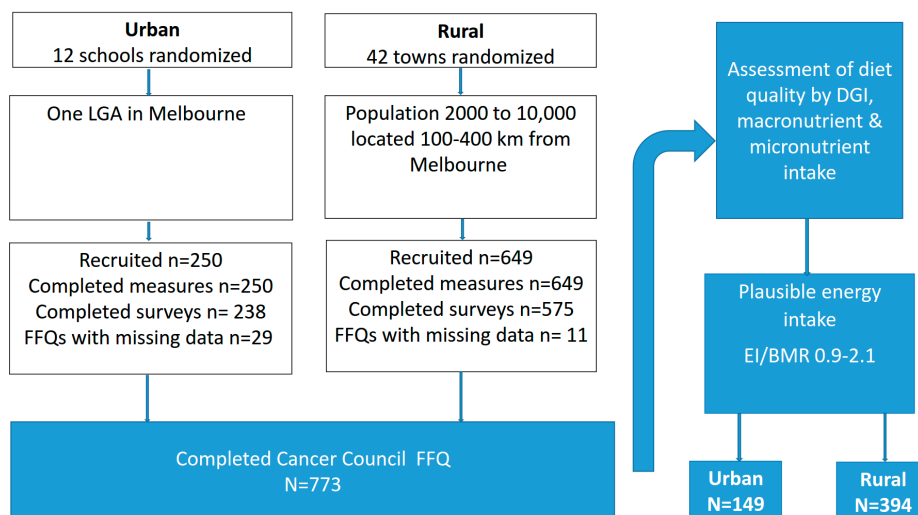 Urban
12 schools randomized
Rural
42 towns randomized
One LGA in Melbourne
Population 2000 to 10,000
located 100-400 km from
Melbourne
Recruited n=250
Completed measures n=250
Completed surveys n= 238
FFQs with missing data n=29
Recruited n=649
Completed measures n=649
Completed surveys n=575
FFQs with missing data n= 11
Completed Cancer Council FFQ
N=773
Assessment of diet
quality by DGI,
macronutrient &
micronutrient
intake
Plausible energy
intake
EI/BMR 0.9-2.1
Urban
N=149
Rural
N=394